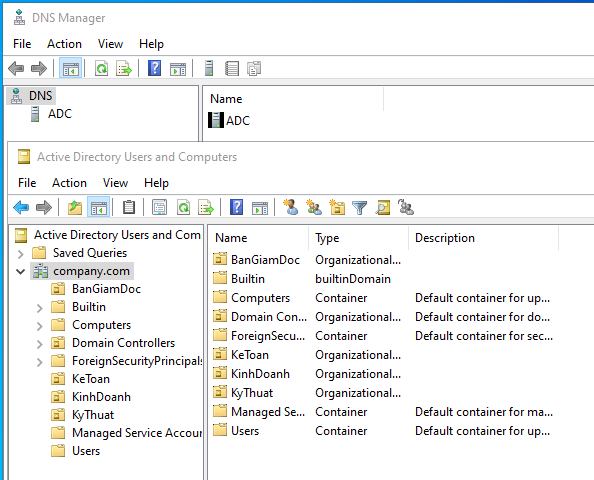 DNS Manager
File Action View Help
DNS
ADC
Name
ADC
Active Directory Users and Computers
File Action View Help
Active Directory Users and Com
Saved Queries
company.com
BanGiamDoc
Builtin
Computers
Domain Controllers
ForeignSecurityPrincipals
KeToan
KinhDoanh
KyThuat
Managed Service Accour
Users
Name Type Description
BanGiamDoc Organizational...
Builtin builtinDomain
Computers Container Default container for up...
Domain Con... Organizational... Default container for do...
ForeignSecu... Container Default container for sec...
KeToan Organizational...
KinhDoanh Organizational...
KyThuat Organizational...
Managed Se... Container Default container for ma...
Users Container Default container for up...